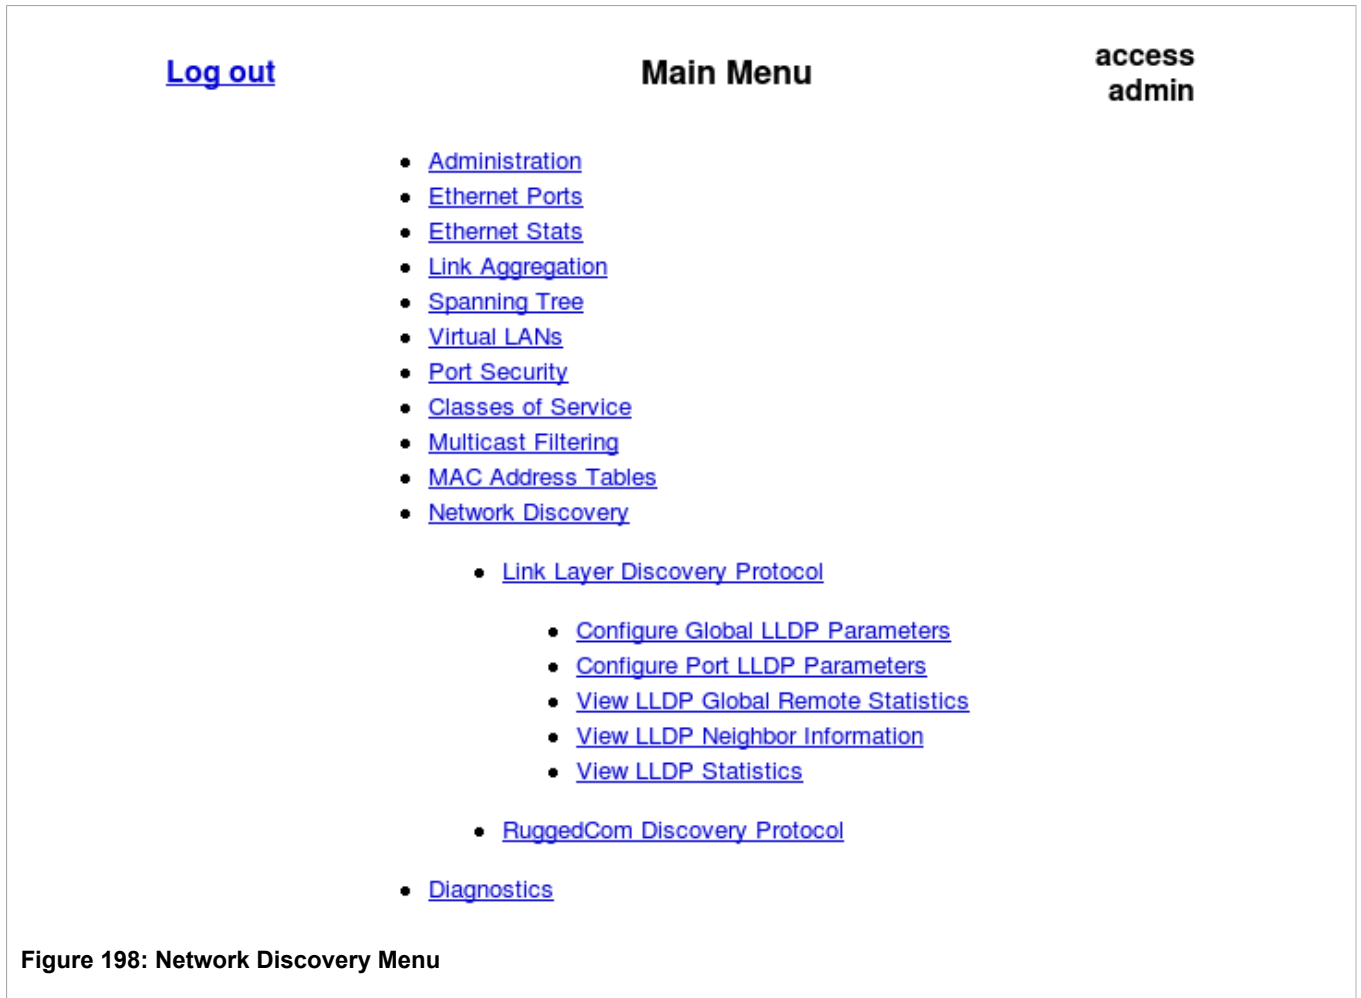 Log out
Main Menu
access
admin
Administration
Ethernet Ports
Ethernet Stats
Link Aggregation
Spanning Tree
Virtual LANs
Port Security
Classes of Service
Multicast Filtering
MAC Address Tables
Network Discovery
Link Layer Discovery Protocol
Configure Global LLDP Parameters
Configure Port LLDP Parameters
View LLDP Global Remote Statistics
View LLDP Neighbor Information
View LLDP Statistics
RuggedCom Discovery Protocol
Diagnostics
Figure 198: Network Discovery Menu